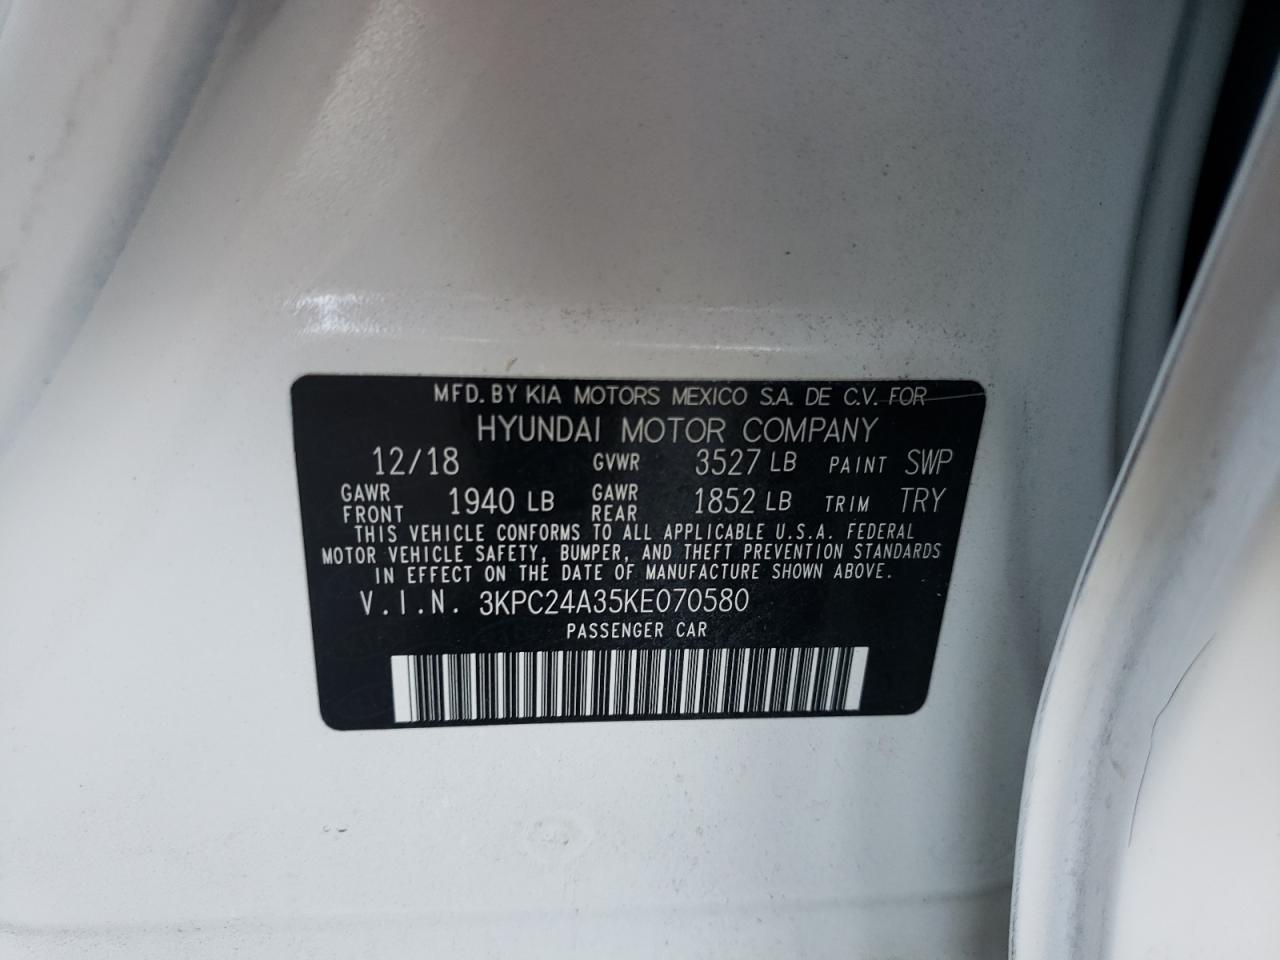 MFD. BY KIA MOTORS MEXICO S.A. DE C.V. FOR
HYUNDAI MOTOR COMPANY
12/18 GVWR 3527 LB PAINT SWP
GAWR FRONT 1940 LB GAWR REAR 1852 LB TRIM TRY
THIS VEHICLE CONFORMS TO ALL APPLICABLE U.S.A. FEDERAL
MOTOR VEHICLE SAFETY, BUMPER, AND THEFT PREVENTION STANDARDS
IN EFFECT ON THE DATE OF MANUFACTURE SHOWN ABOVE.
V.I.N. 3KPC24A35KE070580
PASSENGER CAR